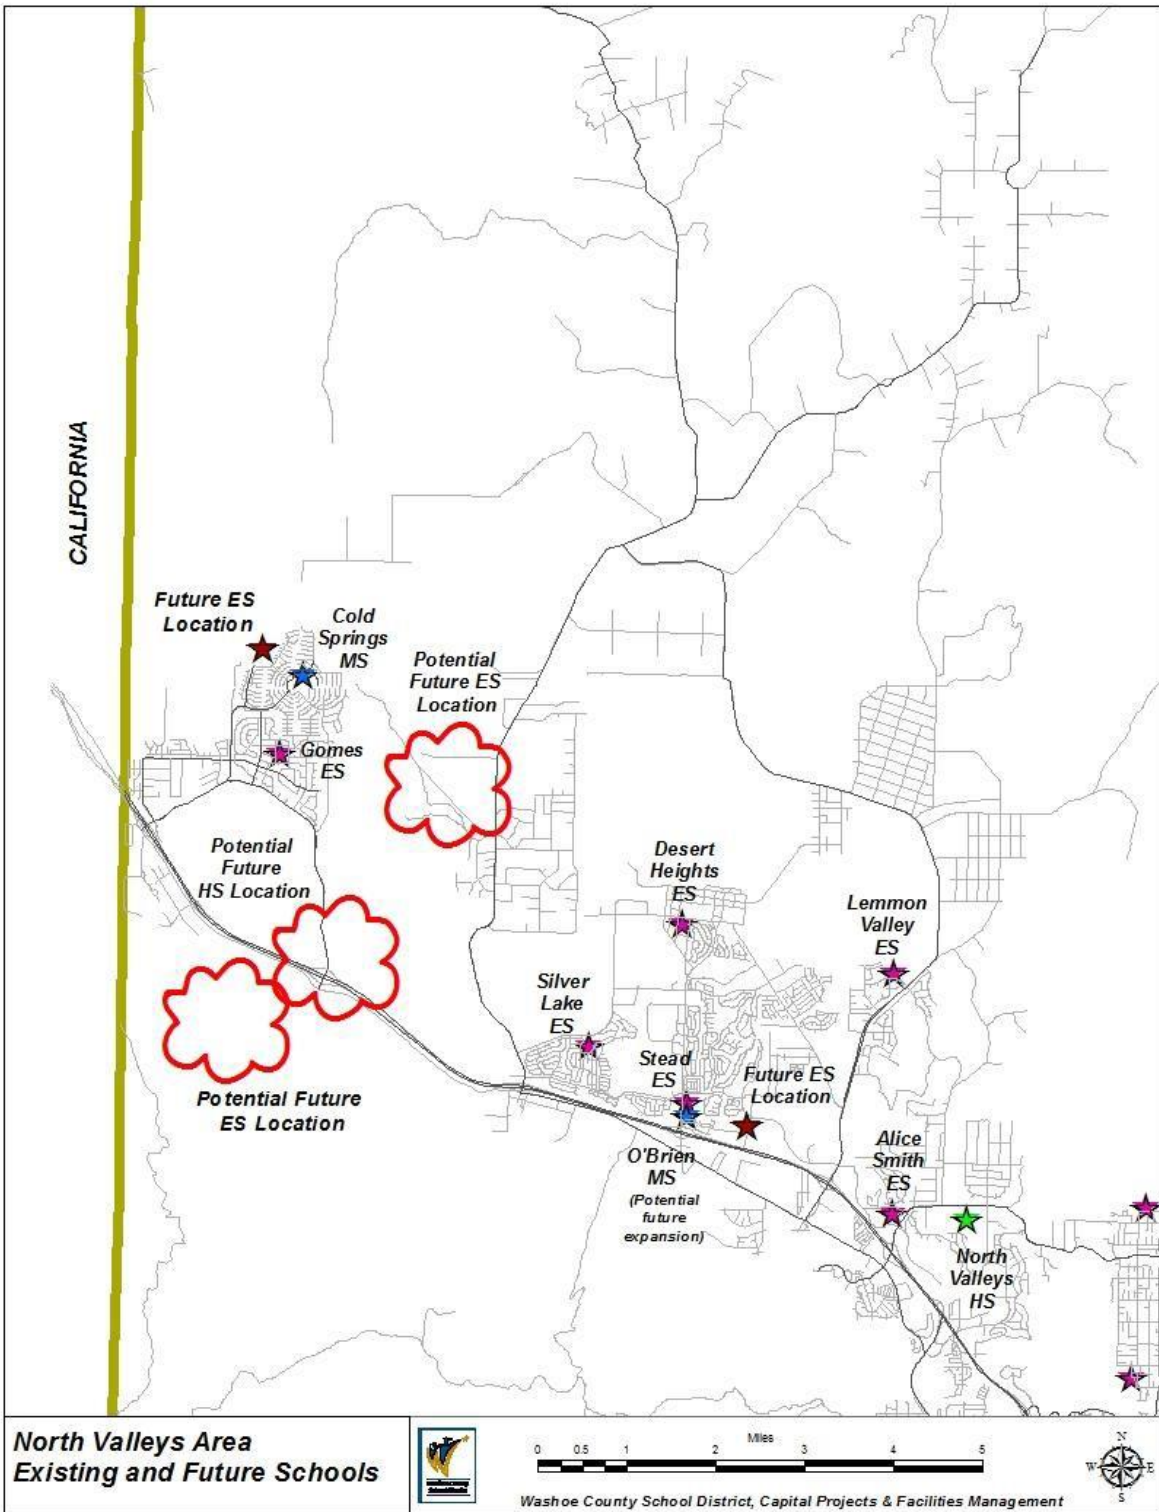 CALIFORNIA
Future ES
Location
Cold
Springs
MS
Potential
Future ES
Location
Gomes
ES
Potential
Future
HS Location
Desert
Heights
ES
Lemmon
Valley
ES
Silver
Lake
ES
Stead
ES
Future ES
Location
Potential Future
ES Location
O'Brien
MS
(Potential
future
expansion)
Alice
Smith
ES
North
Valleys
HS
North Valleys Area
Existing and Future Schools
Miles
0 0.5 1 2 3 4 5
N
W E
S
Washoe County School District, Capital Projects & Facilities Management